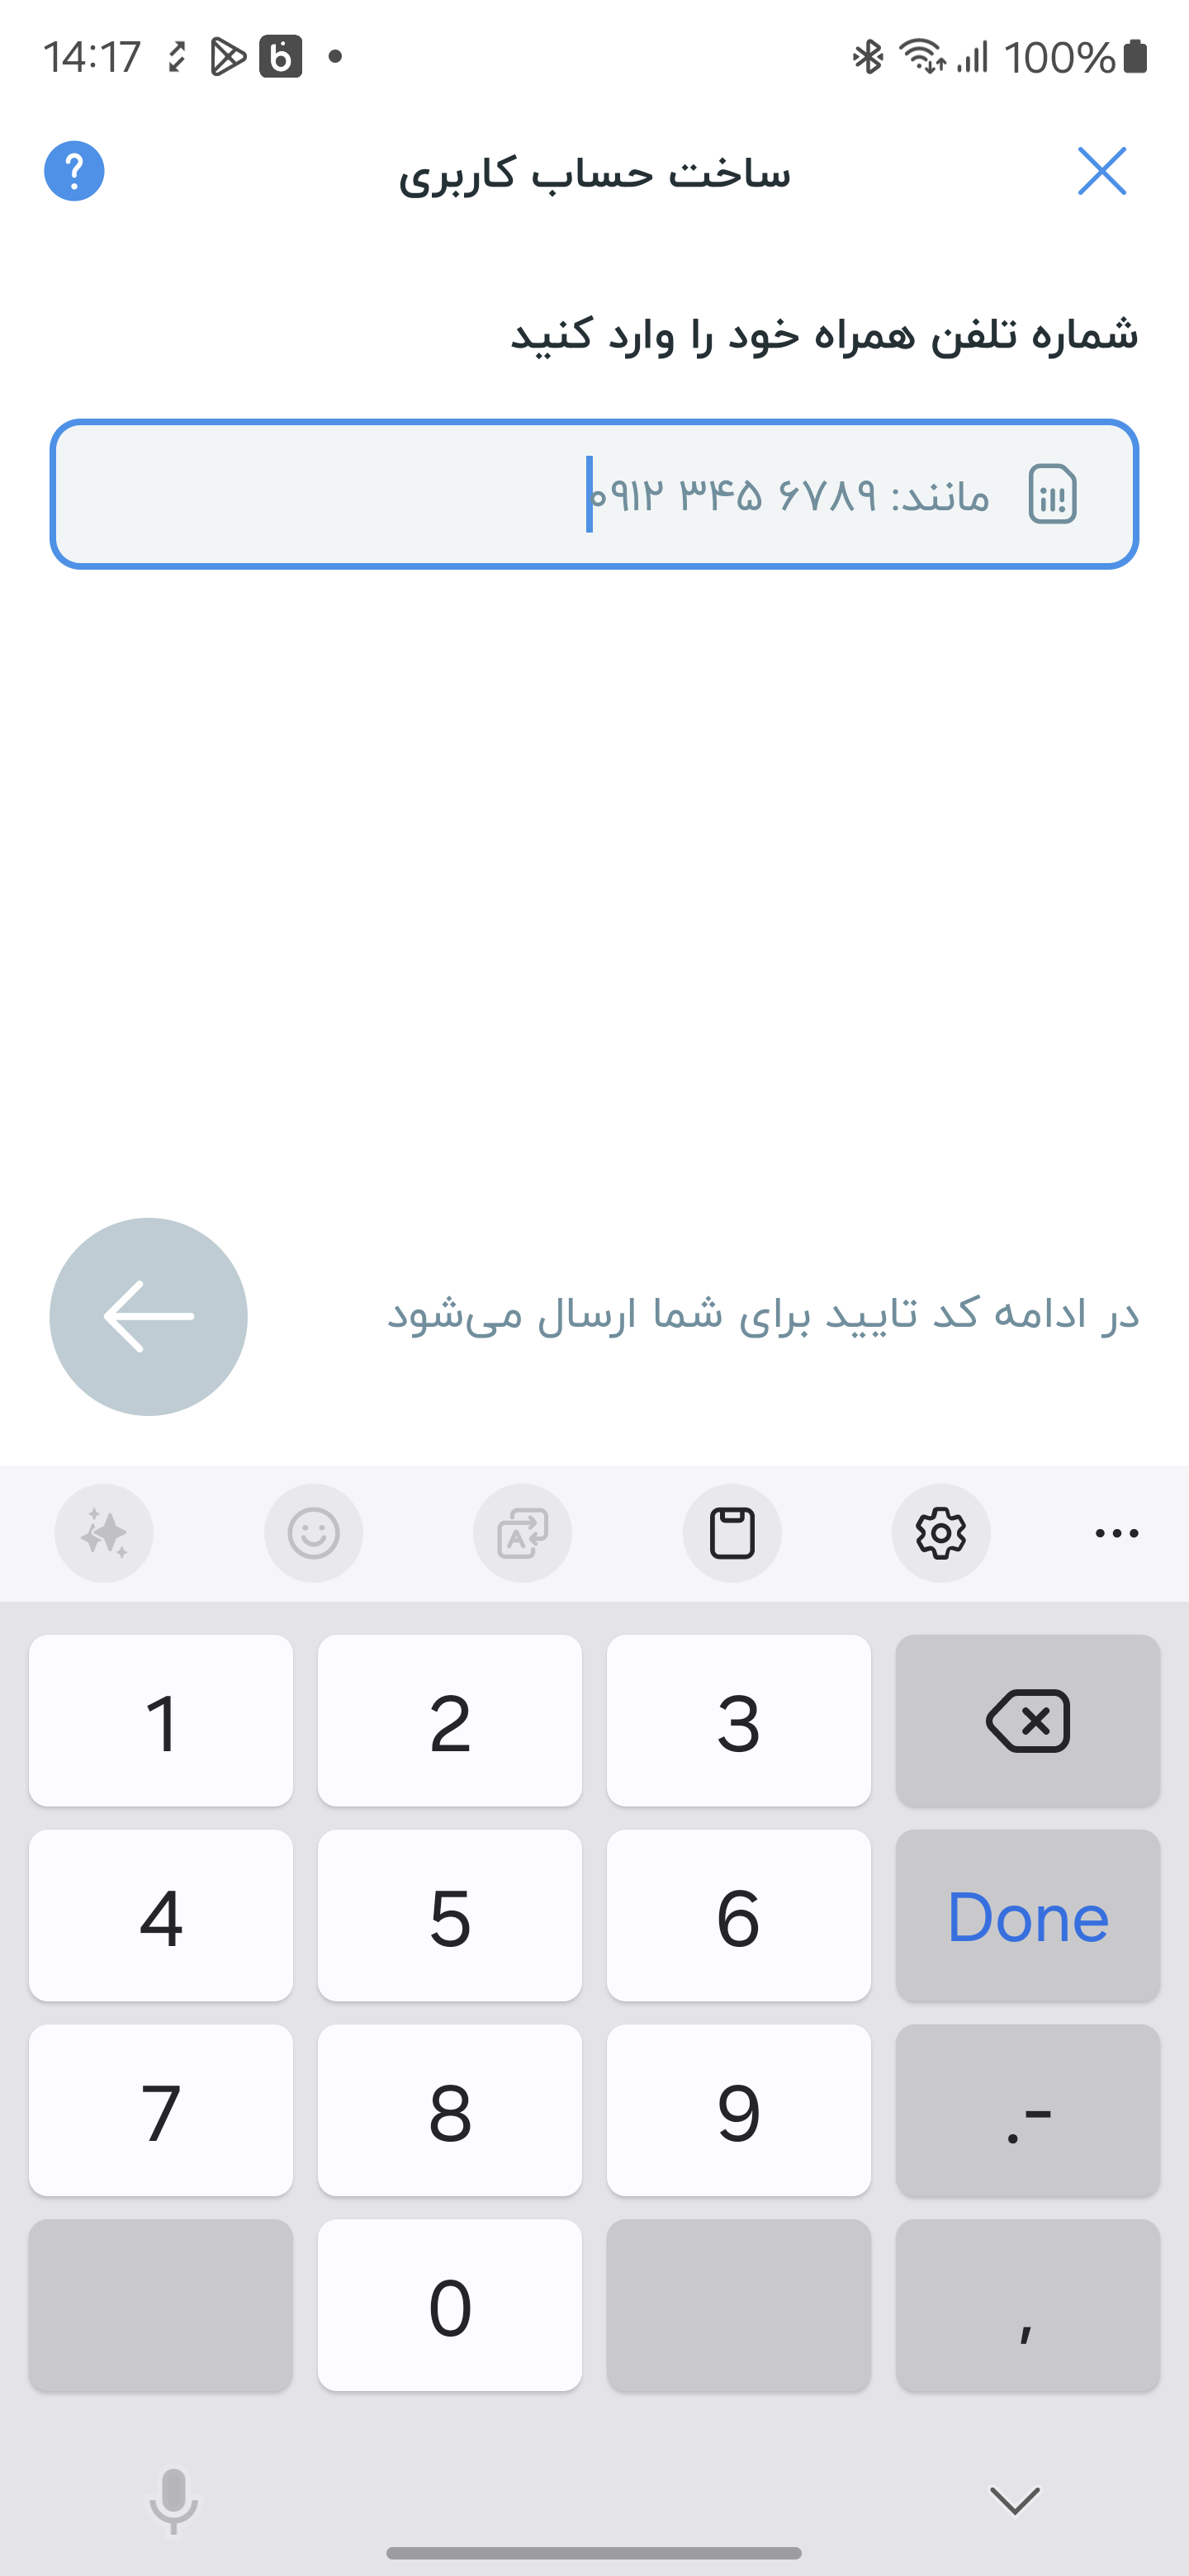 14:17
100%
ساخت حساب کاربری
شماره تلفن همراه خود را وارد کنید
مانند: ۶۷۸۹ ۳۴۵ ۰۹۱۲
در ادامه کد تایید برای شما ارسال می‌شود
1 2 3
4 5 6 Done
7 8 9 .-
0 ,